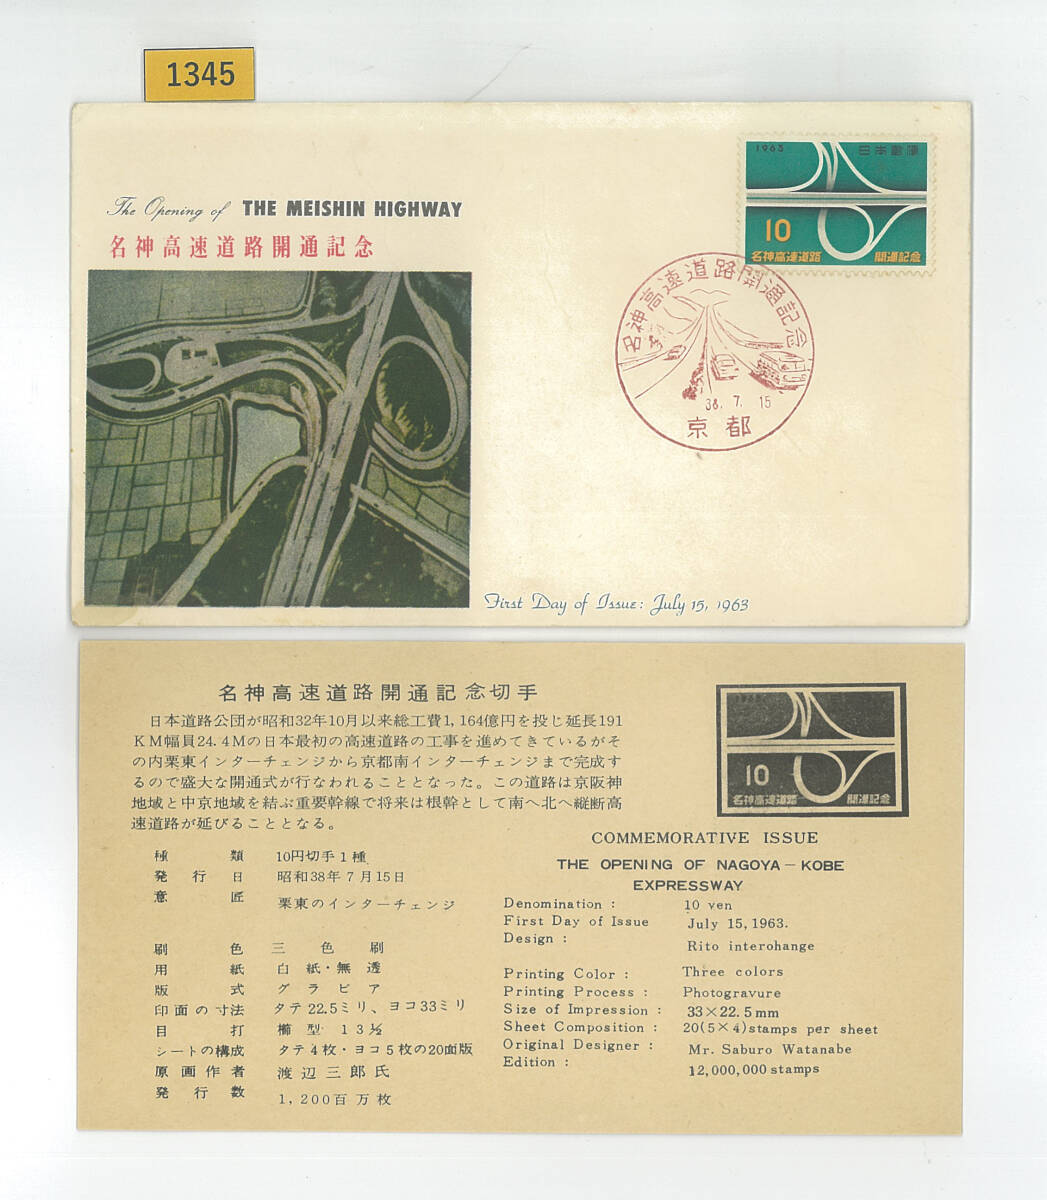 1345
The Opening of THE MEISHIN HIGHWAY
名神高速道路開通記念
1963 日本郵便
10
名神高速道路 開通記念
名神高速道路開通記念
38. 7. 15
京都
First Day of Issue: July 15, 1963
名神高速道路開通記念切手
日本道路公団が昭和32年10月以来総工費1,164億円を投じ延長191
KM幅員24.4Mの日本最初の高速道路の工事を進めてきているがそ
の内栗東インターチェンジから京都南インターチェンジまで完成す
るので盛大な開通式が行なわれることとなった。この道路は京阪神
地域と中京地域を結ぶ重要幹線で将来は根幹として南へ北へ縦断高
速道路が延びることとなる。
種類 10円切手1種
発行日 昭和38年7月15日
意匠 栗東のインターチェンジ
刷色 三色刷
用紙 白紙・無透
版式 グラビア
印面の寸法 タテ22.5ミリ、ヨコ33ミリ
目打 櫛型 13½
シートの構成 タテ4枚・ヨコ5枚の20面版
原画作者 渡辺三郎氏
発行数 1,200百万枚
1963
10
名神高速道路 開通記念
COMMEMORATIVE ISSUE
THE OPENING OF NAGOYA – KOBE
EXPRESSWAY
Denomination : 10 yen
First Day of Issue July 15, 1963.
Design : Rito interohange
Printing Color : Three colors
Printing Process : Photogravure
Size of Impression : 33×22.5mm
Sheet Composition : 20(5×4) stamps per sheet
Original Designer : Mr. Saburo Watanabe
Edition : 12,000,000 stamps